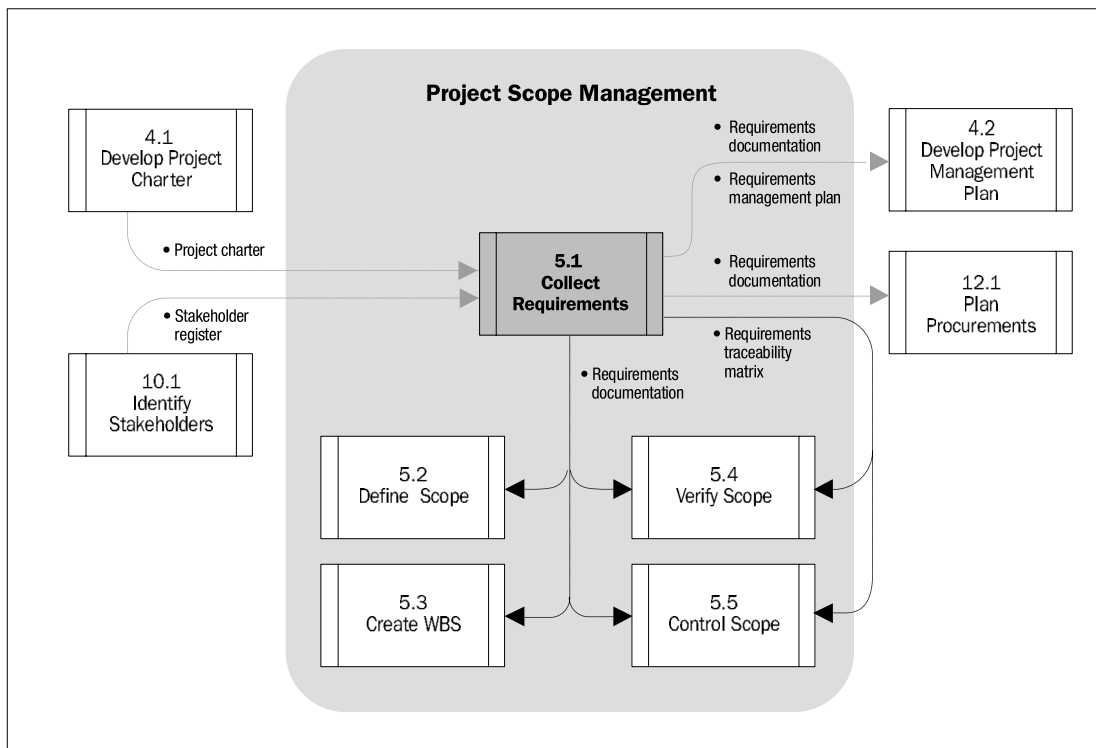 Project Scope Management
4.1
Develop Project
Charter
• Project charter
• Stakeholder
register
10.1
Identify
Stakeholders
5.1
Collect
Requirements
• Requirements
documentation
• Requirements
management plan
4.2
Develop Project
Management
Plan
• Requirements
documentation
12.1
Plan
Procurements
• Requirements
traceability
matrix
• Requirements
documentation
5.2
Define Scope
5.4
Verify Scope
5.3
Create WBS
5.5
Control Scope